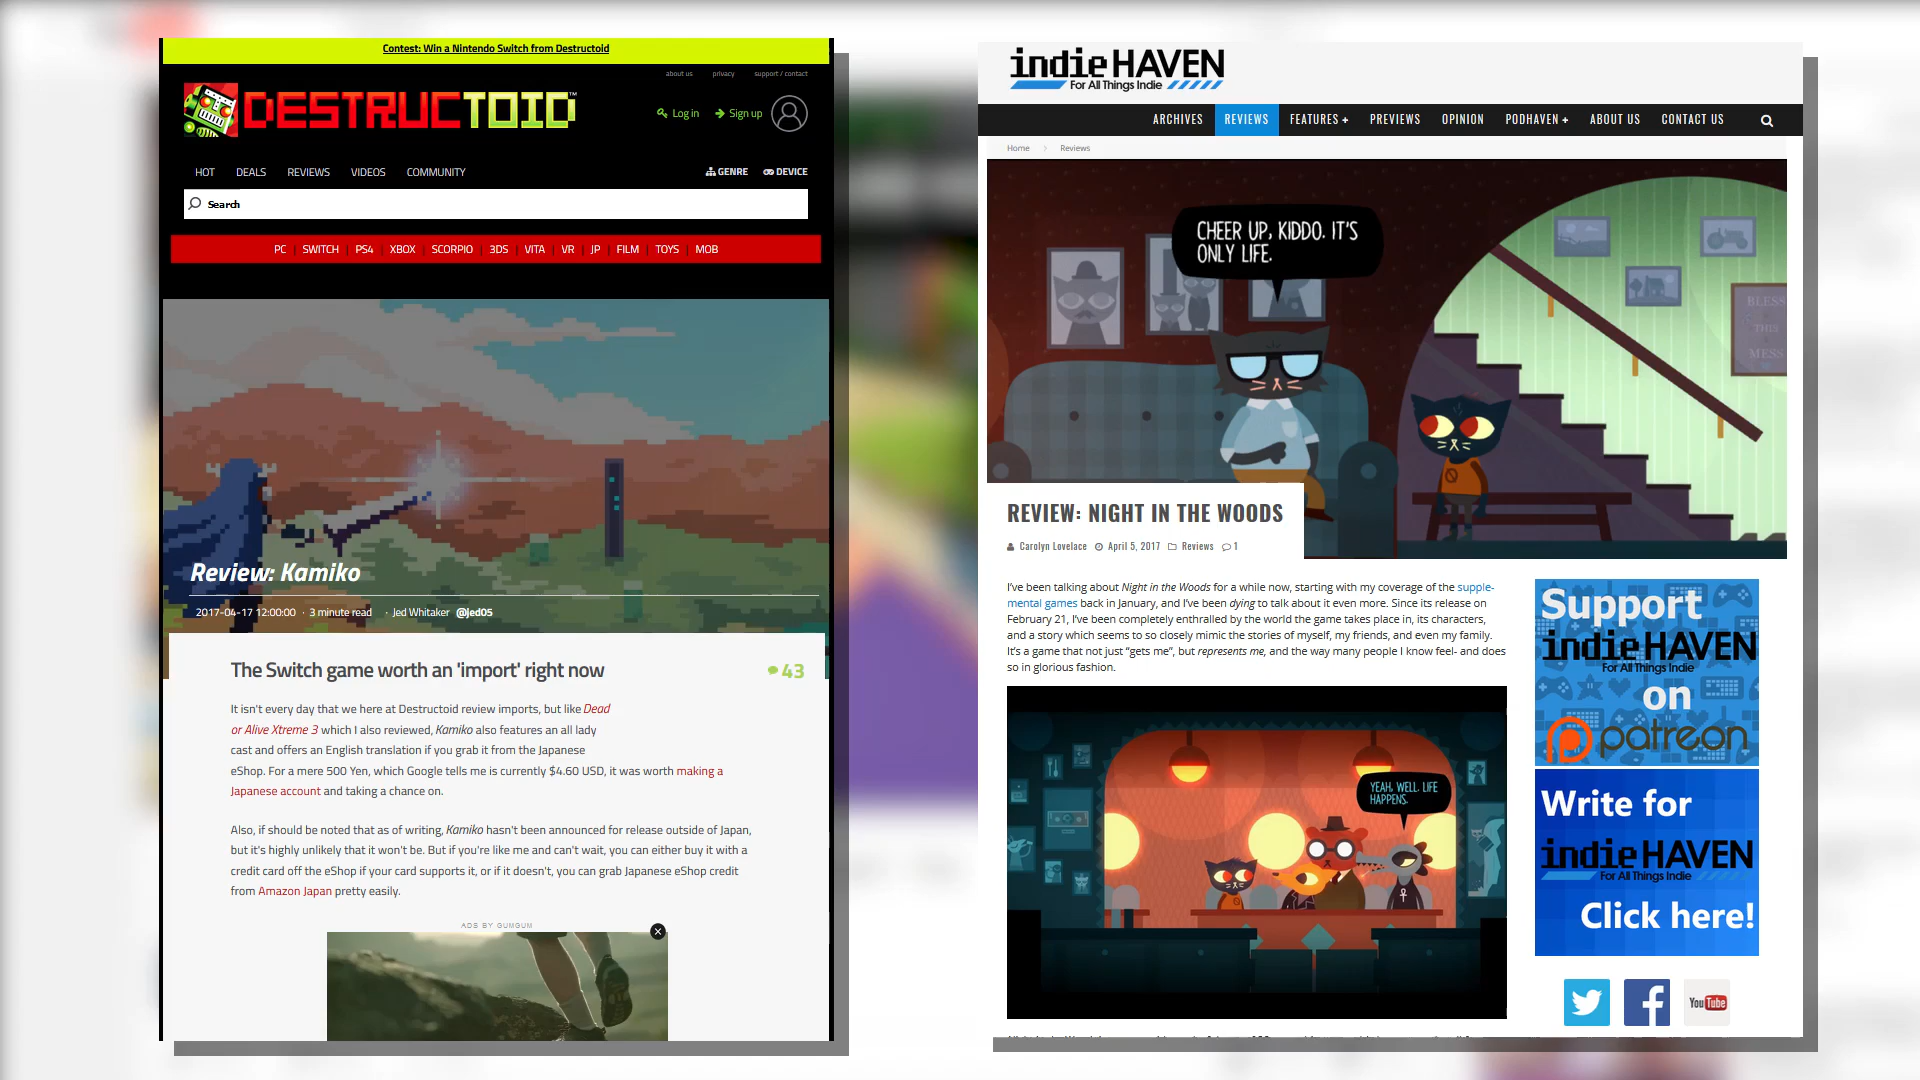 Contest: Win a Nintendo Switch from Destructoid
about us privacy support / contact
DESTRUCTOID™
Log in Sign up
HOT DEALS REVIEWS VIDEOS COMMUNITY GENRE DEVICE
Search
PC | SWITCH | PS4 | XBOX | SCORPIO | 3DS | VITA | VR | JP | FILM | TOYS | MOB
Review: Kamiko
2017-04-17 12:00:00 · 3 minute read · Jed Whitaker @jed05
The Switch game worth an 'import' right now
43
It isn't every day that we here at Destructoid review imports, but like Dead
or Alive Xtreme 3 which I also reviewed, Kamiko also features an all lady
cast and offers an English translation if you grab it from the Japanese
eShop. For a mere 500 Yen, which Google tells me is currently $4.60 USD, it was worth making a
Japanese account and taking a chance on.
Also, if should be noted that as of writing, Kamiko hasn't been announced for release outside of Japan,
but it's highly unlikely that it won't be. But if you're like me and can't wait, you can either buy it with a
credit card off the eShop if your card supports it, or if it doesn't, you can grab Japanese eShop credit
from Amazon Japan pretty easily.
ADS BY GUMGUM
indie HAVEN
For All Things Indie
ARCHIVES REVIEWS FEATURES + PREVIEWS OPINION PODHAVEN + ABOUT US CONTACT US
Home > Reviews
CHEER UP, KIDDO. IT'S
ONLY LIFE.
BLESS
THIS
MESS
REVIEW: NIGHT IN THE WOODS
Carolyn Lovelace April 5, 2017 Reviews 1
I've been talking about Night in the Woods for a while now, starting with my coverage of the supple-
mental games back in January, and I've been dying to talk about it even more. Since its release on
February 21, I've been completely enthralled by the world the game takes place in, its characters,
and a story which seems to so closely mimic the stories of myself, my friends, and even my family.
It's a game that not just "gets me", but represents me, and the way many people I know feel- and does
so in glorious fashion.
YEAH, WELL. LIFE
HAPPENS.
Support
indie HAVEN
For All Things Indie
on
patreon
Write for
indie HAVEN
For All Things Indie
Click here!
You Tube